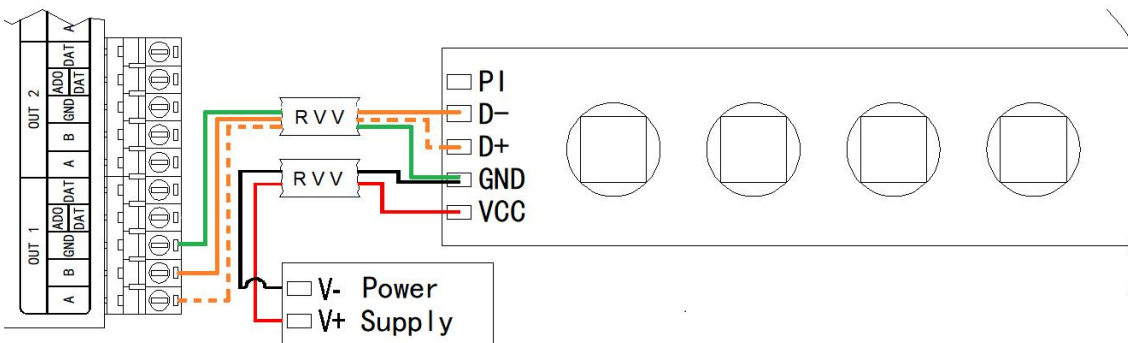 A
OUT 2
DAT
ADO
DAT
GND
B
A
OUT 1
DAT
ADO
DAT
GND
B
A
RVV
RVV
PI
D-
D+
GND
VCC
V- Power
V+ Supply